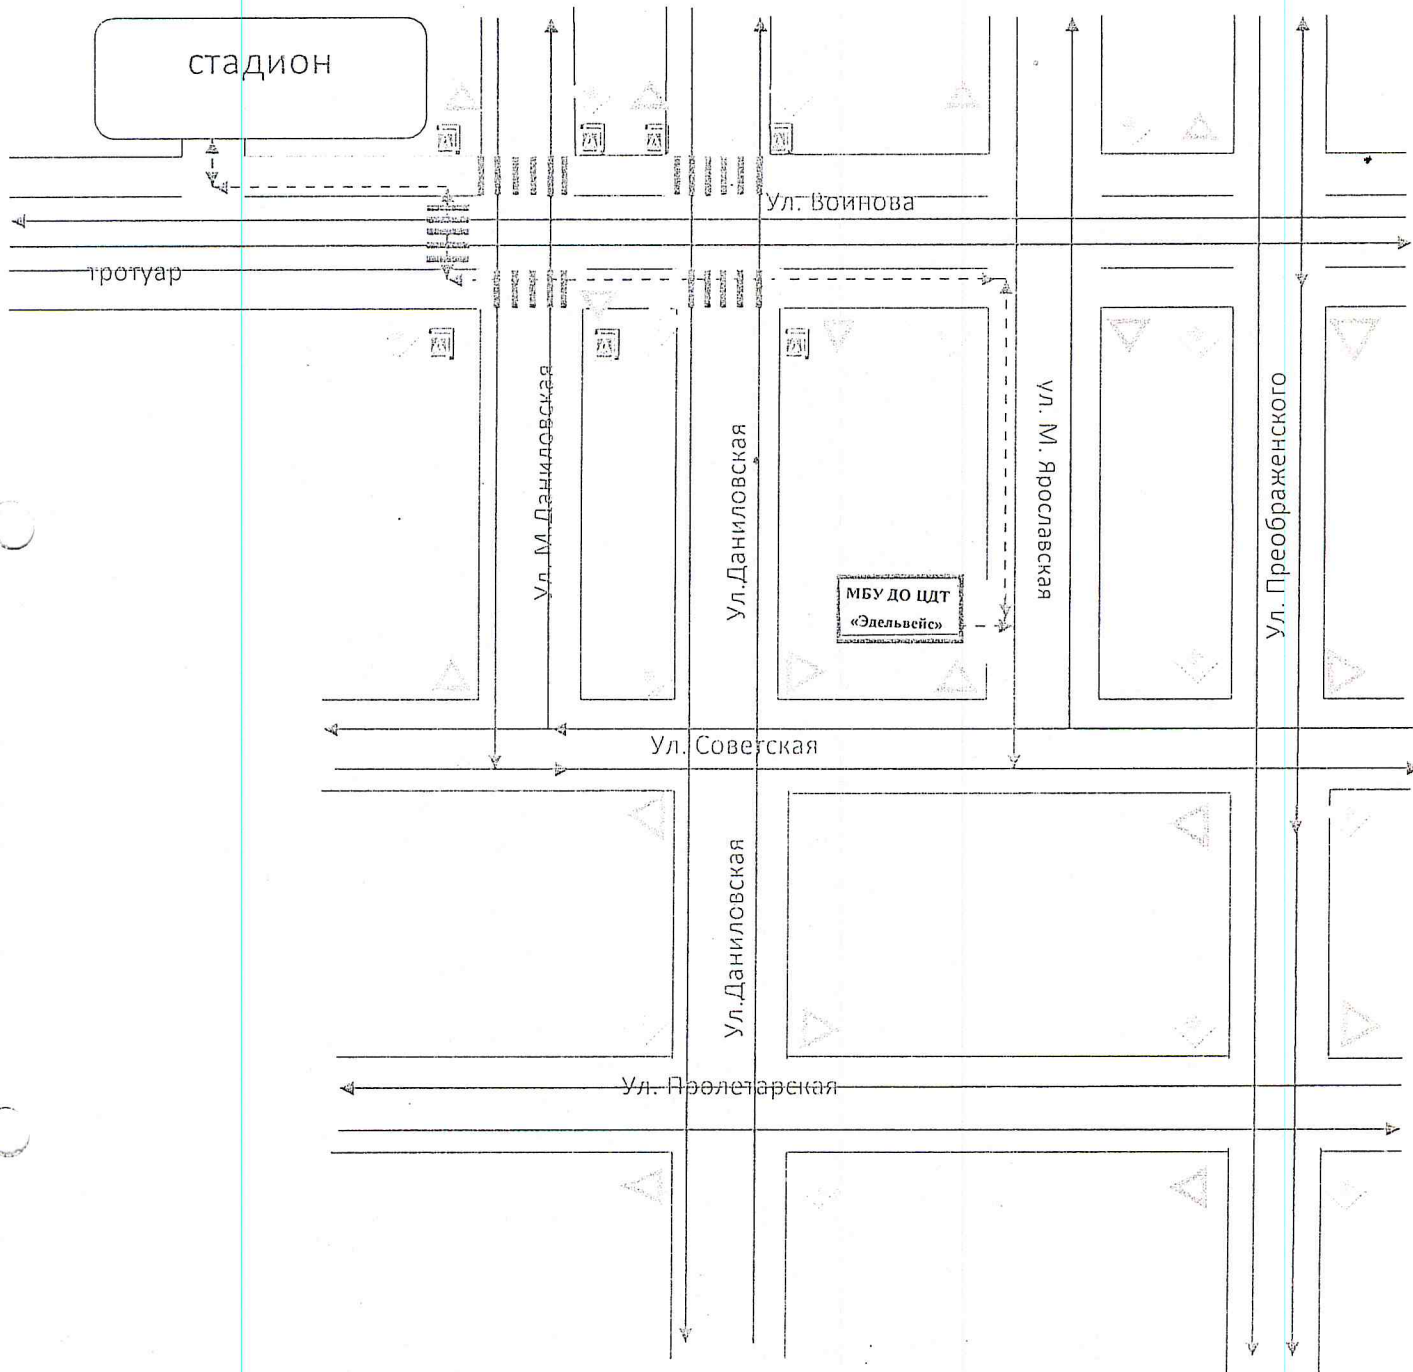 стадион
Ул. Воинова
тротуар
Ул. М.Даниловская
Ул.Даниловская
ул. М. Ярославская
Ул. Преображенского
МБУ ДО ЦДТ
«Эдельвейс»
Ул. Советская
Ул.Даниловская
Ул. Пролетарская